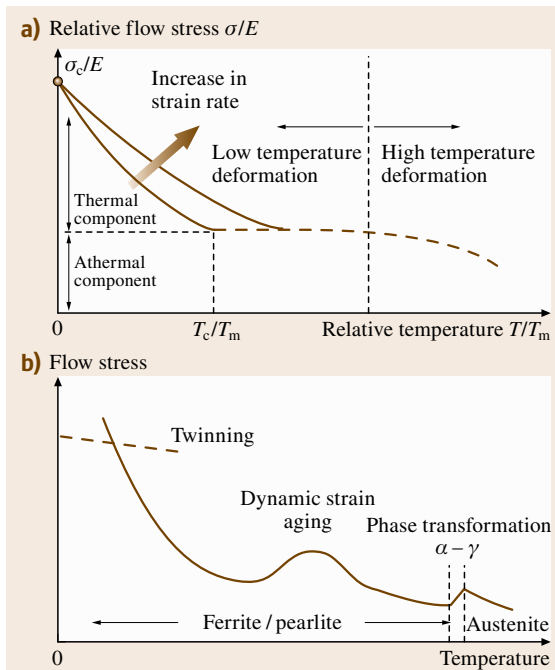 a) Relative flow stress σ/E
σc/E
Increase in
strain rate
Low temperature
deformation
High temperature
deformation
Thermal
component
Athermal
component
0
Tc/Tm
Relative temperature T/Tm
b) Flow stress
Twinning
Dynamic strain
aging
Phase transformation
α – γ
Ferrite / pearlite
Austenite
0
Temperature